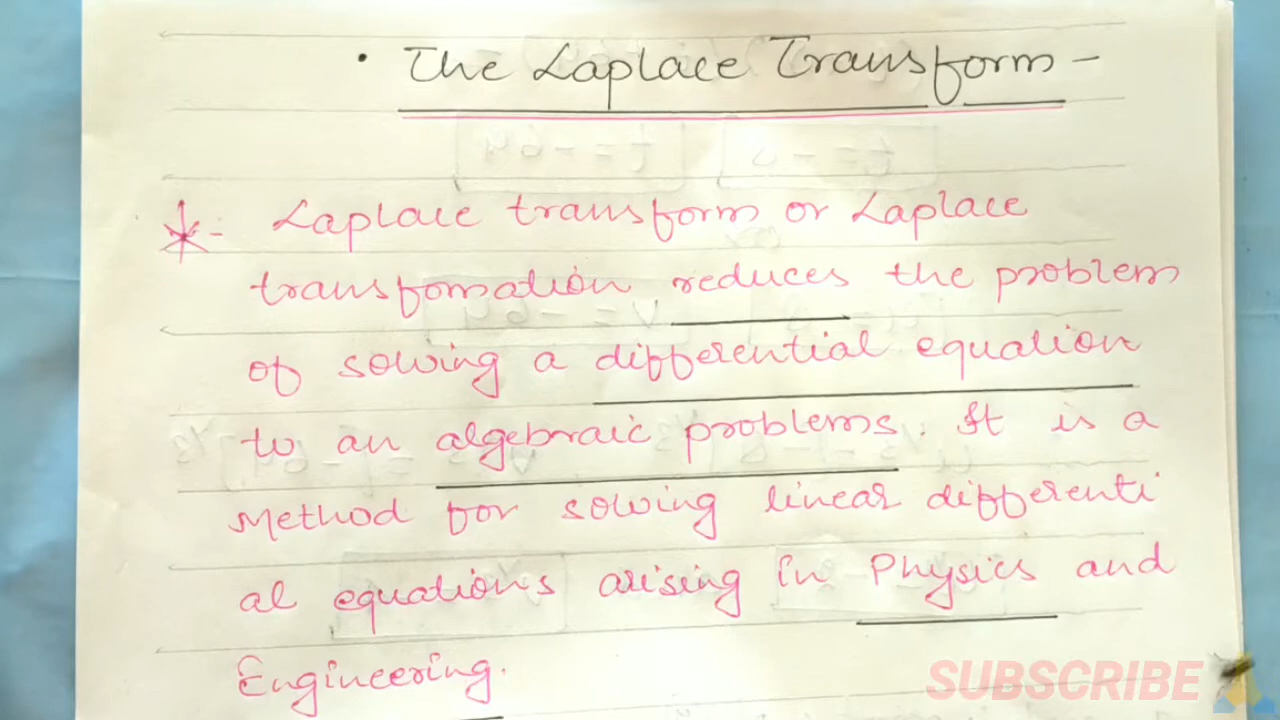 • The Laplace Transform -
*- Laplace transform or Laplace
transfomation reduces the problem
of solving a differential equation
to an algebraic problems. It is a
Method for solving linear differenti
al equations arising in Physics and
Engineering.
SUBSCRIBE